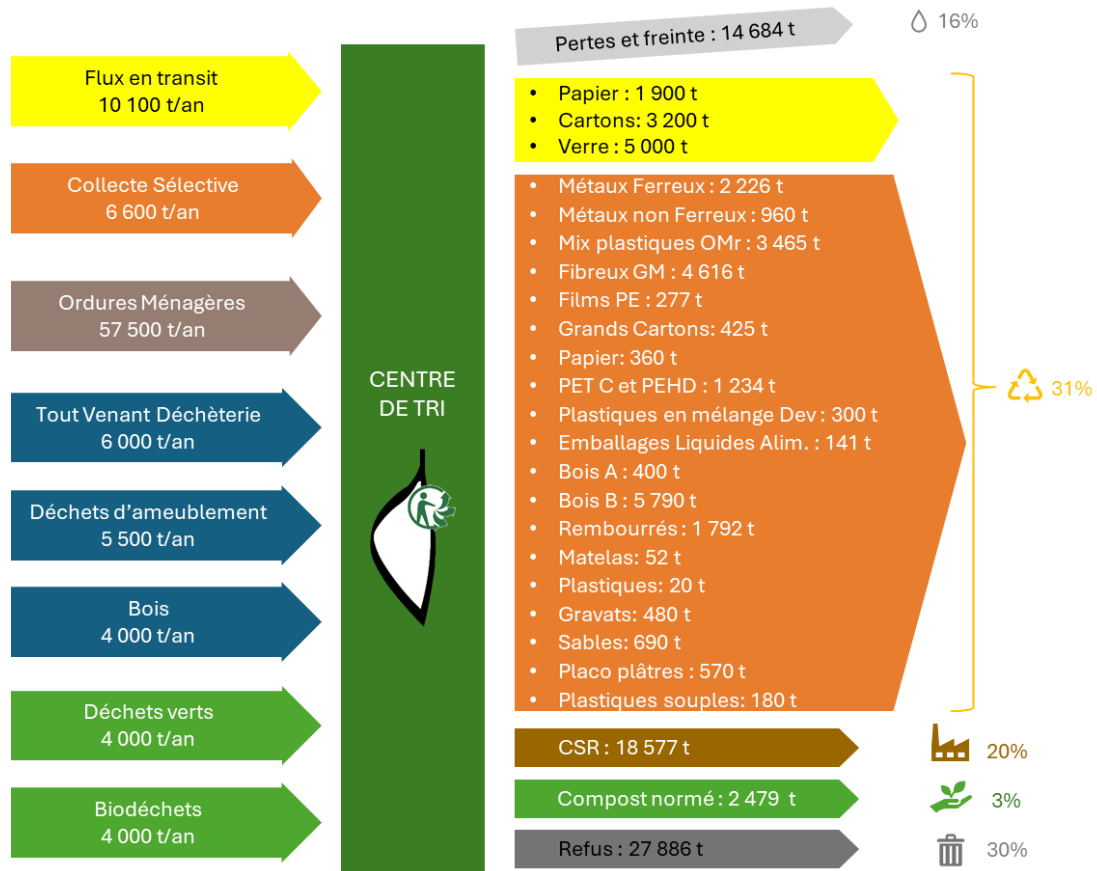 Flux en transit
10 100 t/an
Collecte Sélective
6 600 t/an
Ordures Ménagères
57 500 t/an
Tout Venant Déchèterie
6 000 t/an
Déchets d'ameublement
5 500 t/an
Bois
4 000 t/an
Déchets verts
4 000 t/an
Biodéchets
4 000 t/an
CENTRE
DE TRI
Pertes et freinte : 14 684 t
16%
• Papier : 1 900 t
• Cartons: 3 200 t
• Verre : 5 000 t
• Métaux Ferreux : 2 226 t
• Métaux non Ferreux : 960 t
• Mix plastiques OMr : 3 465 t
• Fibreux GM : 4 616 t
• Films PE : 277 t
• Grands Cartons: 425 t
• Papier: 360 t
• PET C et PEHD : 1 234 t
• Plastiques en mélange Dev : 300 t
• Emballages Liquides Alim. : 141 t
• Bois A : 400 t
• Bois B : 5 790 t
• Rembourrés : 1 792 t
• Matelas: 52 t
• Plastiques: 20 t
• Gravats: 480 t
• Sables: 690 t
• Placo plâtres : 570 t
• Plastiques souples: 180 t
31%
CSR : 18 577 t
20%
Compost normé : 2 479 t
3%
Refus : 27 886 t
30%